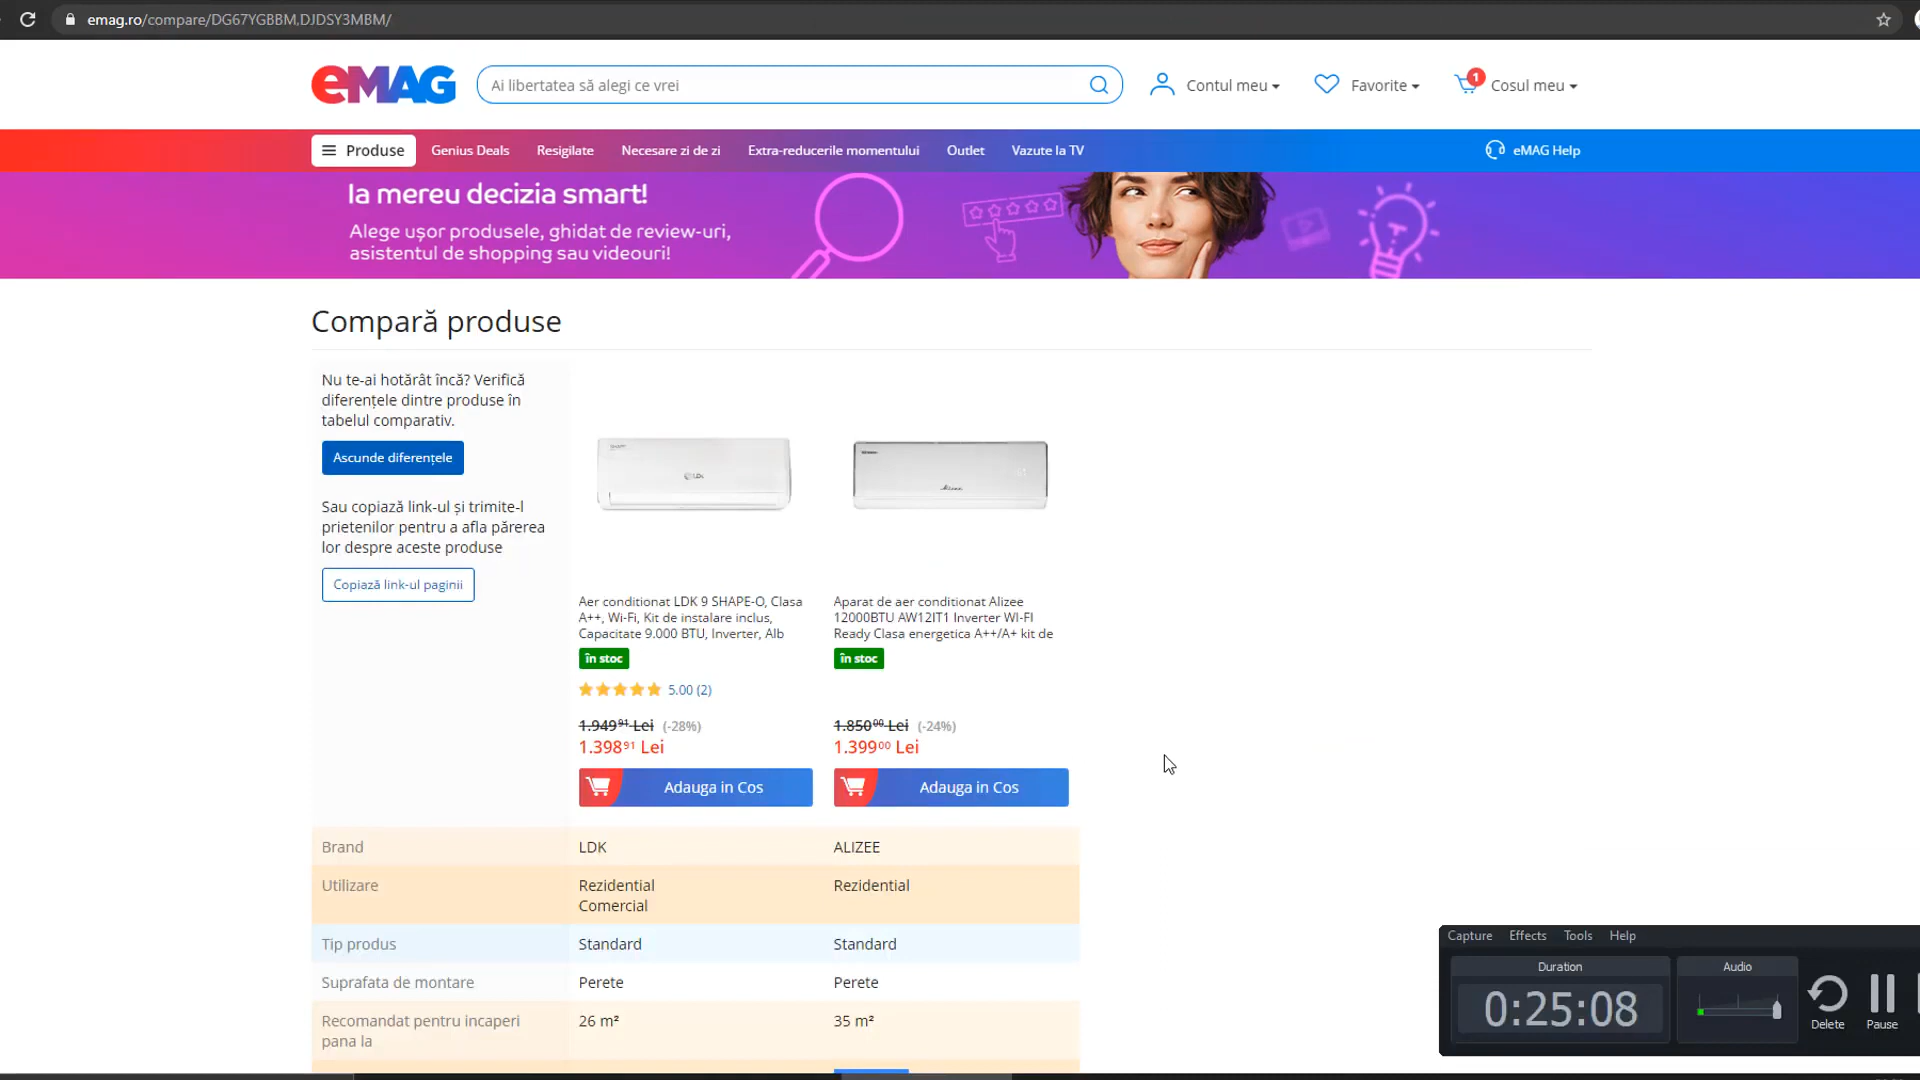 emag.ro/compare/DG67YGBBM,DJDSY3MBM/
eMAG
Ai libertatea să alegi ce vrei
Contul meu
Favorite
1
Cosul meu
Produse
Genius Deals
Resigilate
Necesare zi de zi
Extra-reducerile momentului
Outlet
Vazute la TV
eMAG Help
Ia mereu decizia smart!
Alege ușor produsele, ghidat de review-uri,
asistentul de shopping sau videouri!
Compară produse
Nu te-ai hotărât încă? Verifică
diferențele dintre produse în
tabelul comparativ.
Ascunde diferențele
Sau copiază link-ul și trimite-l
prietenilor pentru a afla părerea
lor despre aceste produse
Copiază link-ul paginii
LDK
Alizee
Aer conditionat LDK 9 SHAPE-O, Clasa
A++, Wi-Fi, Kit de instalare inclus,
Capacitate 9.000 BTU, Inverter, Alb
în stoc
5.00 (2)
1.949⁹¹ Lei (-28%)
1.398⁹¹ Lei
Adauga in Cos
Aparat de aer conditionat Alizee
12000BTU AW12IT1 Inverter WI-FI
Ready Clasa energetica A++/A+ kit de
în stoc
1.850⁰⁰ Lei (-24%)
1.399⁰⁰ Lei
Adauga in Cos
Brand LDK ALIZEE
Utilizare Rezidential Rezidential
Comercial
Tip produs Standard Standard
Suprafata de montare Perete Perete
Recomandat pentru incaperi 26 m² 35 m²
pana la
Capture Effects Tools Help
Duration
0:25:08
Audio
Delete
Pause